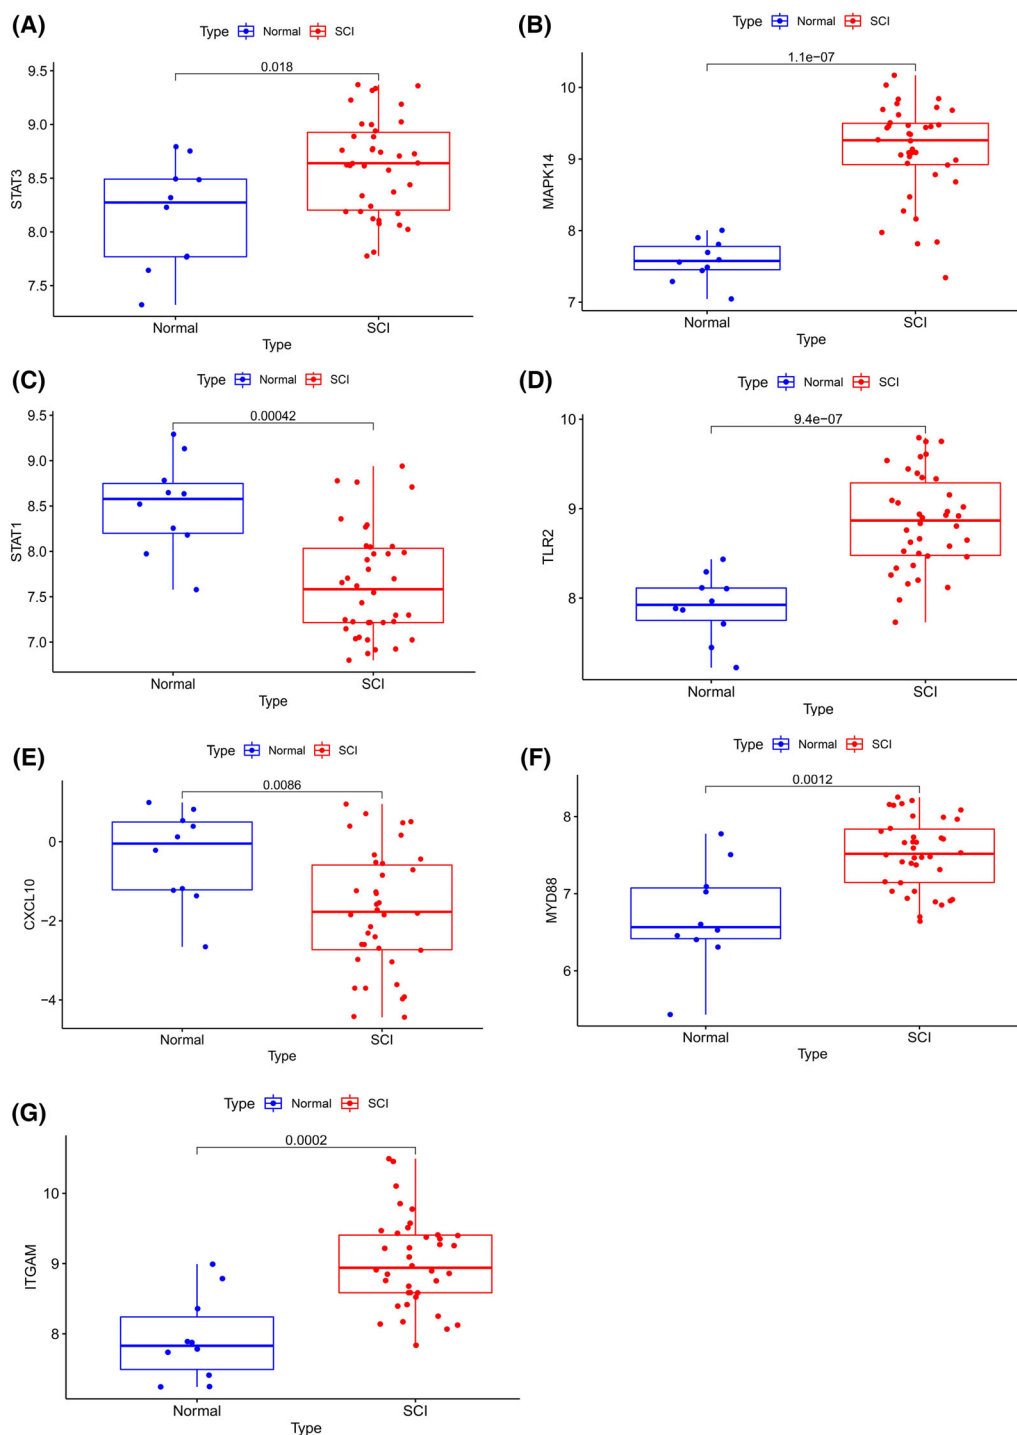 (A)
Type Normal SCI
0.018
9.5
9.0
8.5
8.0
7.5
STAT3
Normal SCI
Type
(B)
Type Normal SCI
1.1e-07
10
9
8
7
MAPK14
Normal SCI
Type
(C)
Type Normal SCI
0.00042
9.5
9.0
8.5
8.0
7.5
7.0
STAT1
Normal SCI
Type
(D)
Type Normal SCI
9.4e-07
10
9
8
TLR2
Normal SCI
Type
(E)
Type Normal SCI
0.0086
0
−2
−4
CXCL10
Normal SCI
Type
(F)
Type Normal SCI
0.0012
8
7
6
MYD88
Normal SCI
Type
(G)
Type Normal SCI
0.0002
10
9
8
ITGAM
Normal SCI
Type